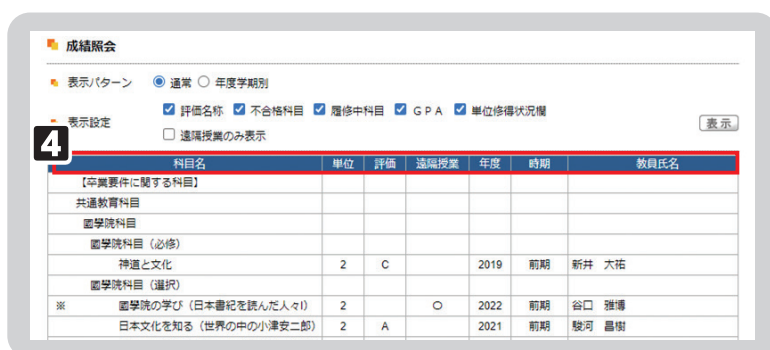 成績照会
表示パターン 通常 年度学期別
表示設定 評価名称 不合格科目 履修中科目 GPA 単位修得状況欄
遠隔授業のみ表示
表示
4
科目名 単位 評価 遠隔授業 年度 時期 教員氏名
【卒業要件に関する科目】
共通教育科目
國學院科目
國學院科目（必修）
神道と文化 2 C 2019 前期 新井 大祐
國學院科目（選択）
※ 國學院の学び（日本書紀を読んだ人々Ⅰ） 2 ○ 2022 前期 谷口 雅博
日本文化を知る（世界の中の小津安二郎） 2 A 2021 前期 駿河 昌樹